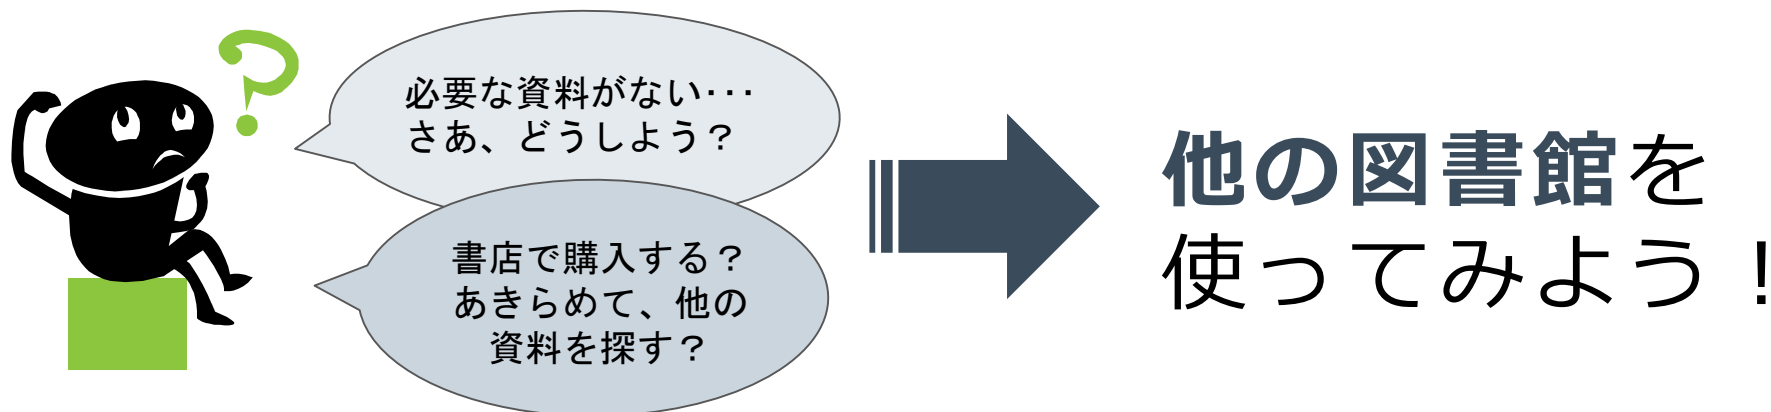 必要な資料がない･･･
さあ、どうしよう？
書店で購入する？
あきらめて、他の
資料を探す？
他の図書館を
使ってみよう！